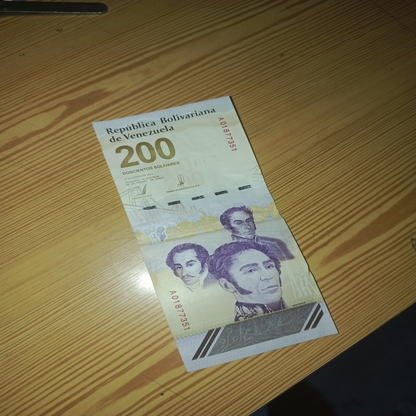 República Bolivariana
de Venezuela
A01877351
200
DOSCIENTOS BOLÍVARES
A01877351